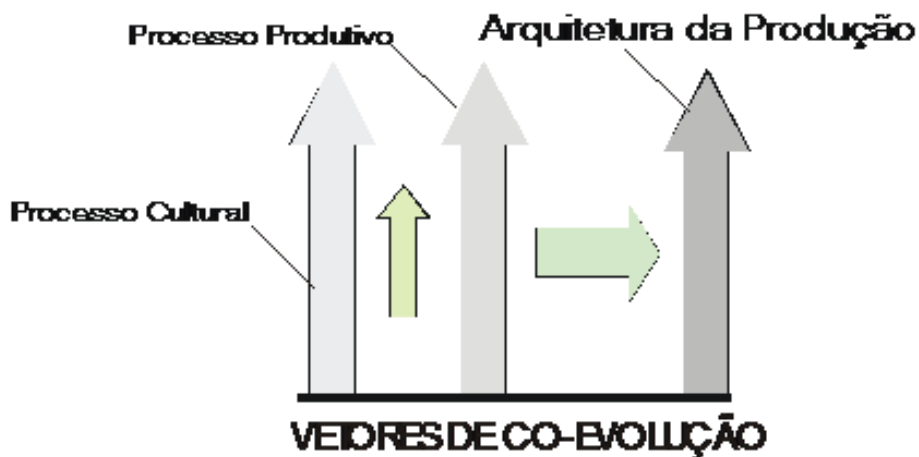 Processo Produtivo
Arquitetura da Produção
Processo Cultural
VETORES DE CO-EVOLUÇÃO